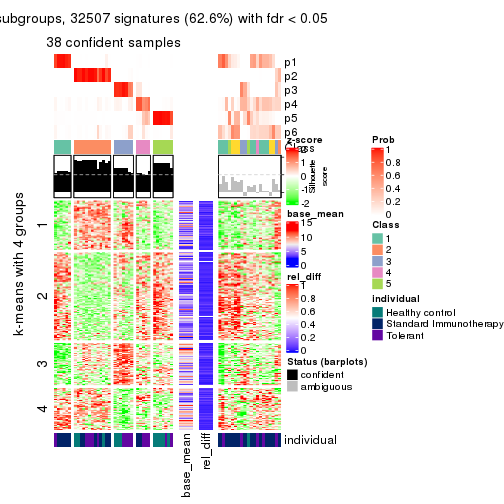 subgroups, 32507 signatures (62.6%) with fdr < 0.05
38 confident samples
p1
p2
p3
p4
p5
p6
Class
Silhouette
score
1
2
3
4
k-means with 4 groups
base_mean
rel_diff
individual
z-score
2
-2
base_mean
15
10
5
0
rel_diff
1
0.8
0.6
0.4
0.2
0
Status (barplots)
confident
ambiguous
Prob
1
0.8
0.6
0.4
0.2
0
Class
1
2
3
4
5
individual
Healthy control
Standard Immunotherapy
Tolerant